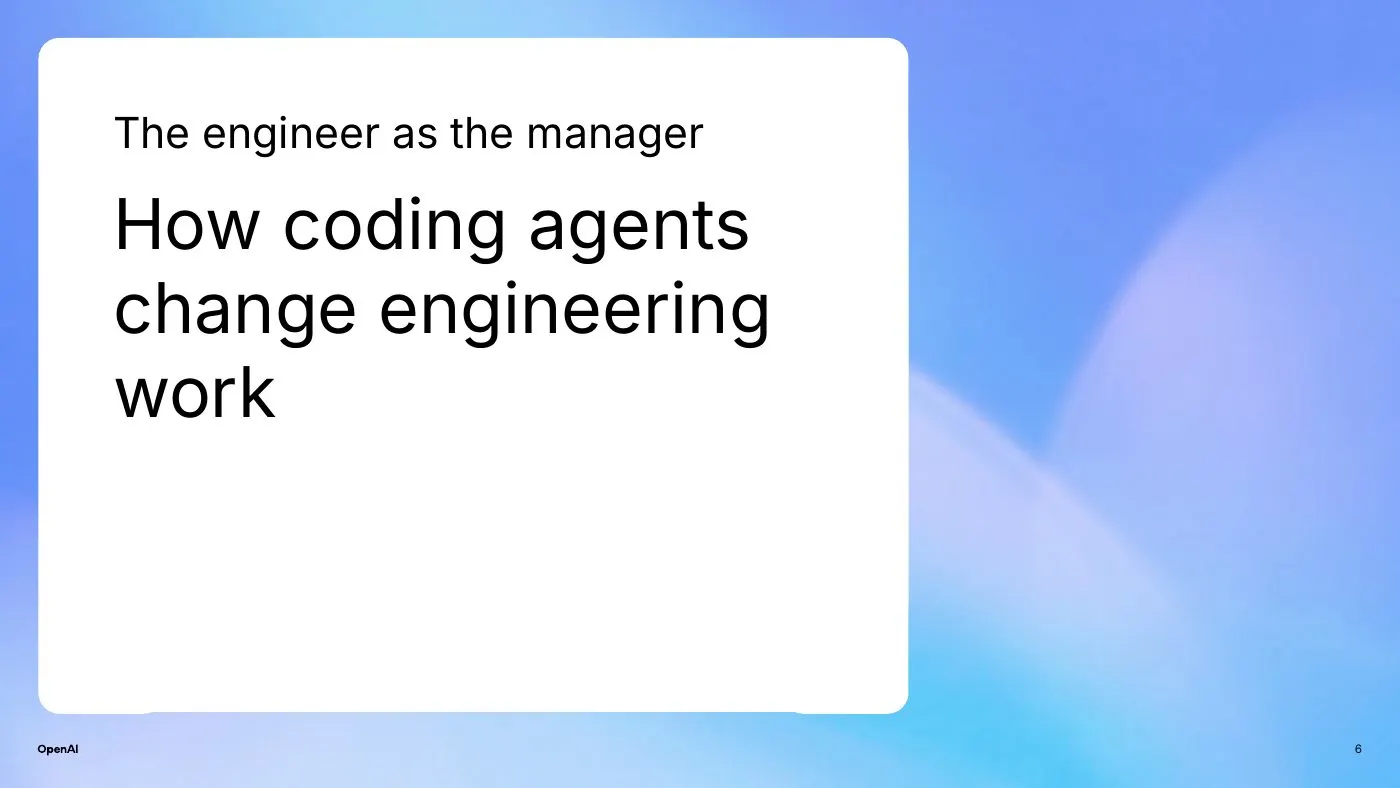 The engineer as the manager
How coding agents
change engineering
work
OpenAI
6